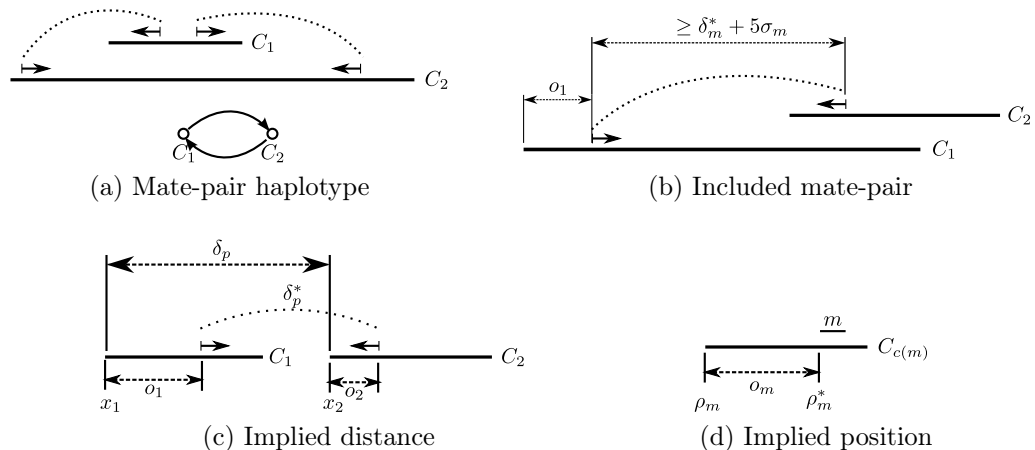 C₁
C₂
C₁ C₂
(a) Mate-pair haplotype
≥ δ*ₘ + 5σₘ
o₁
C₂
C₁
(b) Included mate-pair
δₚ
δ*ₚ
C₁ C₂
o₁ o₂
x₁ x₂
(c) Implied distance
m
C_{c(m)}
oₘ
ρₘ ρ*ₘ
(d) Implied position